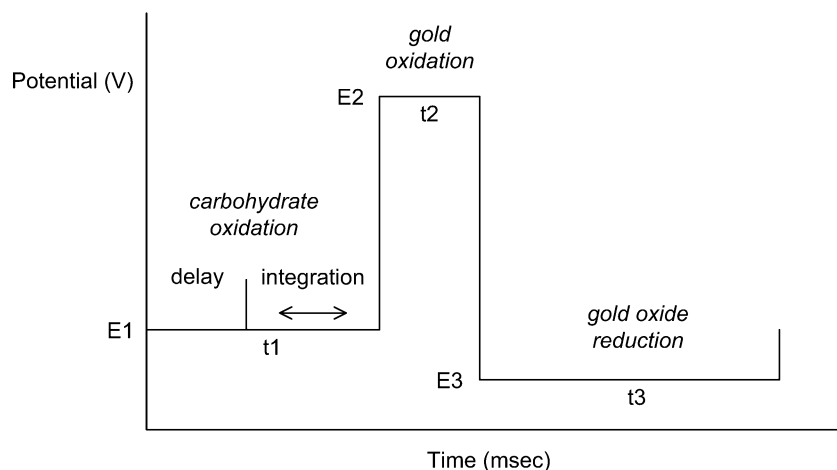 gold
oxidation
Potential (V)
E2
t2
carbohydrate
oxidation
delay
integration
gold oxide
reduction
E1
t1
E3
t3
Time (msec)